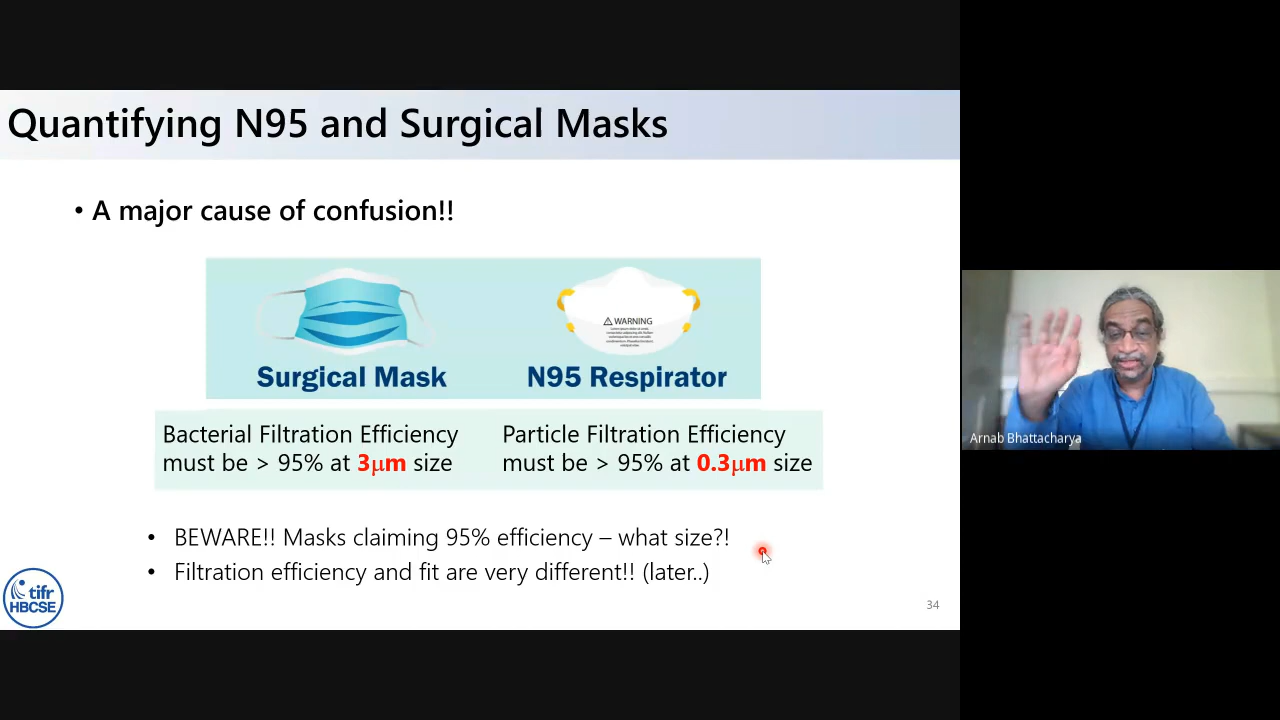 Quantifying N95 and Surgical Masks
• A major cause of confusion!!
⚠ WARNING
Surgical Mask
N95 Respirator
Bacterial Filtration Efficiency
must be > 95% at 3μm size
Particle Filtration Efficiency
must be > 95% at 0.3μm size
• BEWARE!! Masks claiming 95% efficiency – what size?!
• Filtration efficiency and fit are very different!! (later..)
tifr
HBCSE
34
Arnab Bhattacharya